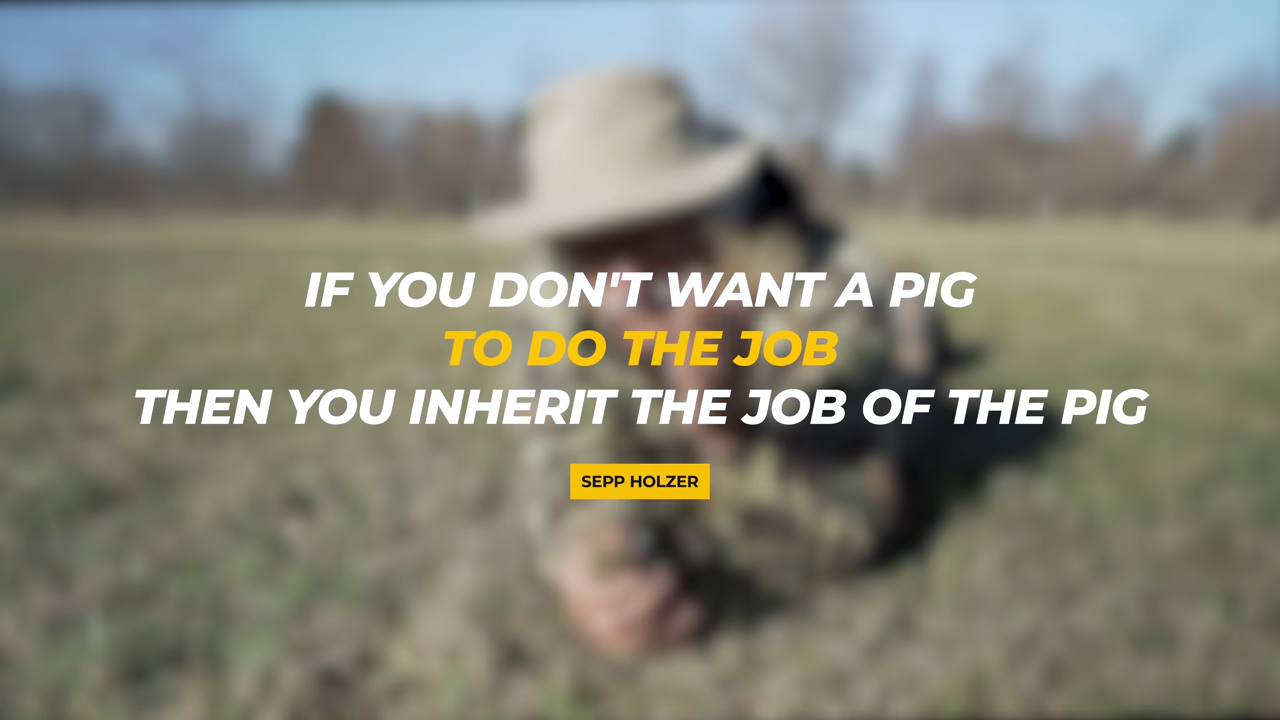 IF YOU DON'T WANT A PIG
TO DO THE JOB
THEN YOU INHERIT THE JOB OF THE PIG
SEPP HOLZER